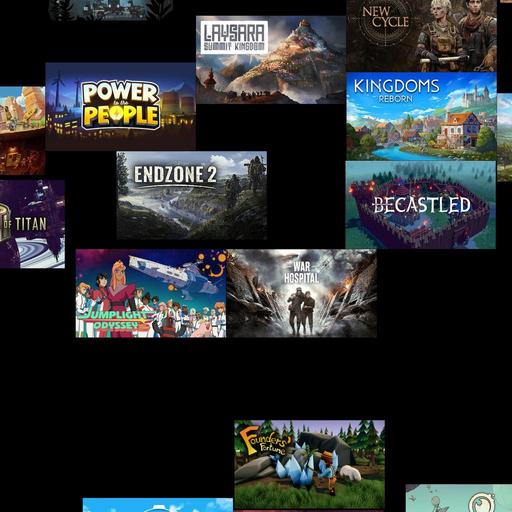 NEW
CYCLE
LAYSARA
SUMMIT KINGDOM
POWER
to the
PEOPLE
KINGDOMS
REBORN
ENDZONE 2
BECASTLED
OF TITAN
JUMPLIGHT
ODYSSEY
WAR
HOSPITAL
Founders'
Fortune